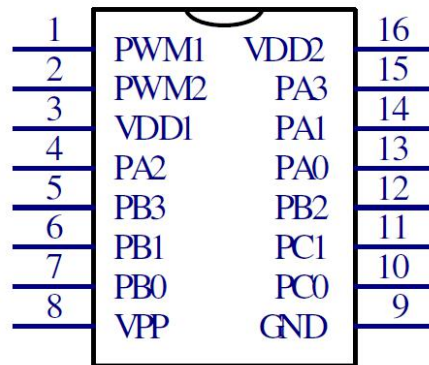 1 PWM1 VDD2 16
2 PWM2 PA3 15
3 VDD1 PA1 14
4 PA2 PA0 13
5 PB3 PB2 12
6 PB1 PC1 11
7 PB0 PC0 10
8 VPP GND 9